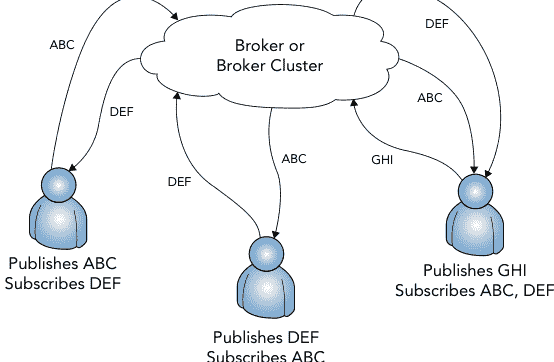 DEF
ABC
Broker or
Broker Cluster
ABC
DEF
ABC
GHI
DEF
Publishes ABC
Subscribes DEF
Publishes GHI
Subscribes ABC, DEF
Publishes DEF
Subscribes ABC